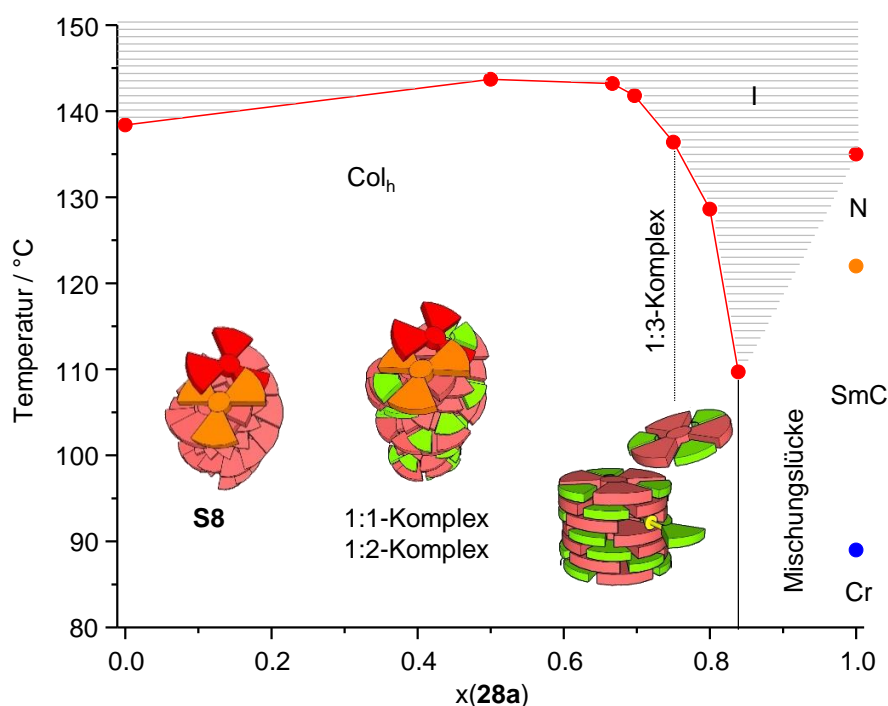 150
140
130
120
110
100
90
80
Temperatur / °C
I
Colₕ
N
1:3-Komplex
SmC
S8
1:1-Komplex
1:2-Komplex
Mischungslücke
Cr
0.0 0.2 0.4 0.6 0.8 1.0
x(28a)